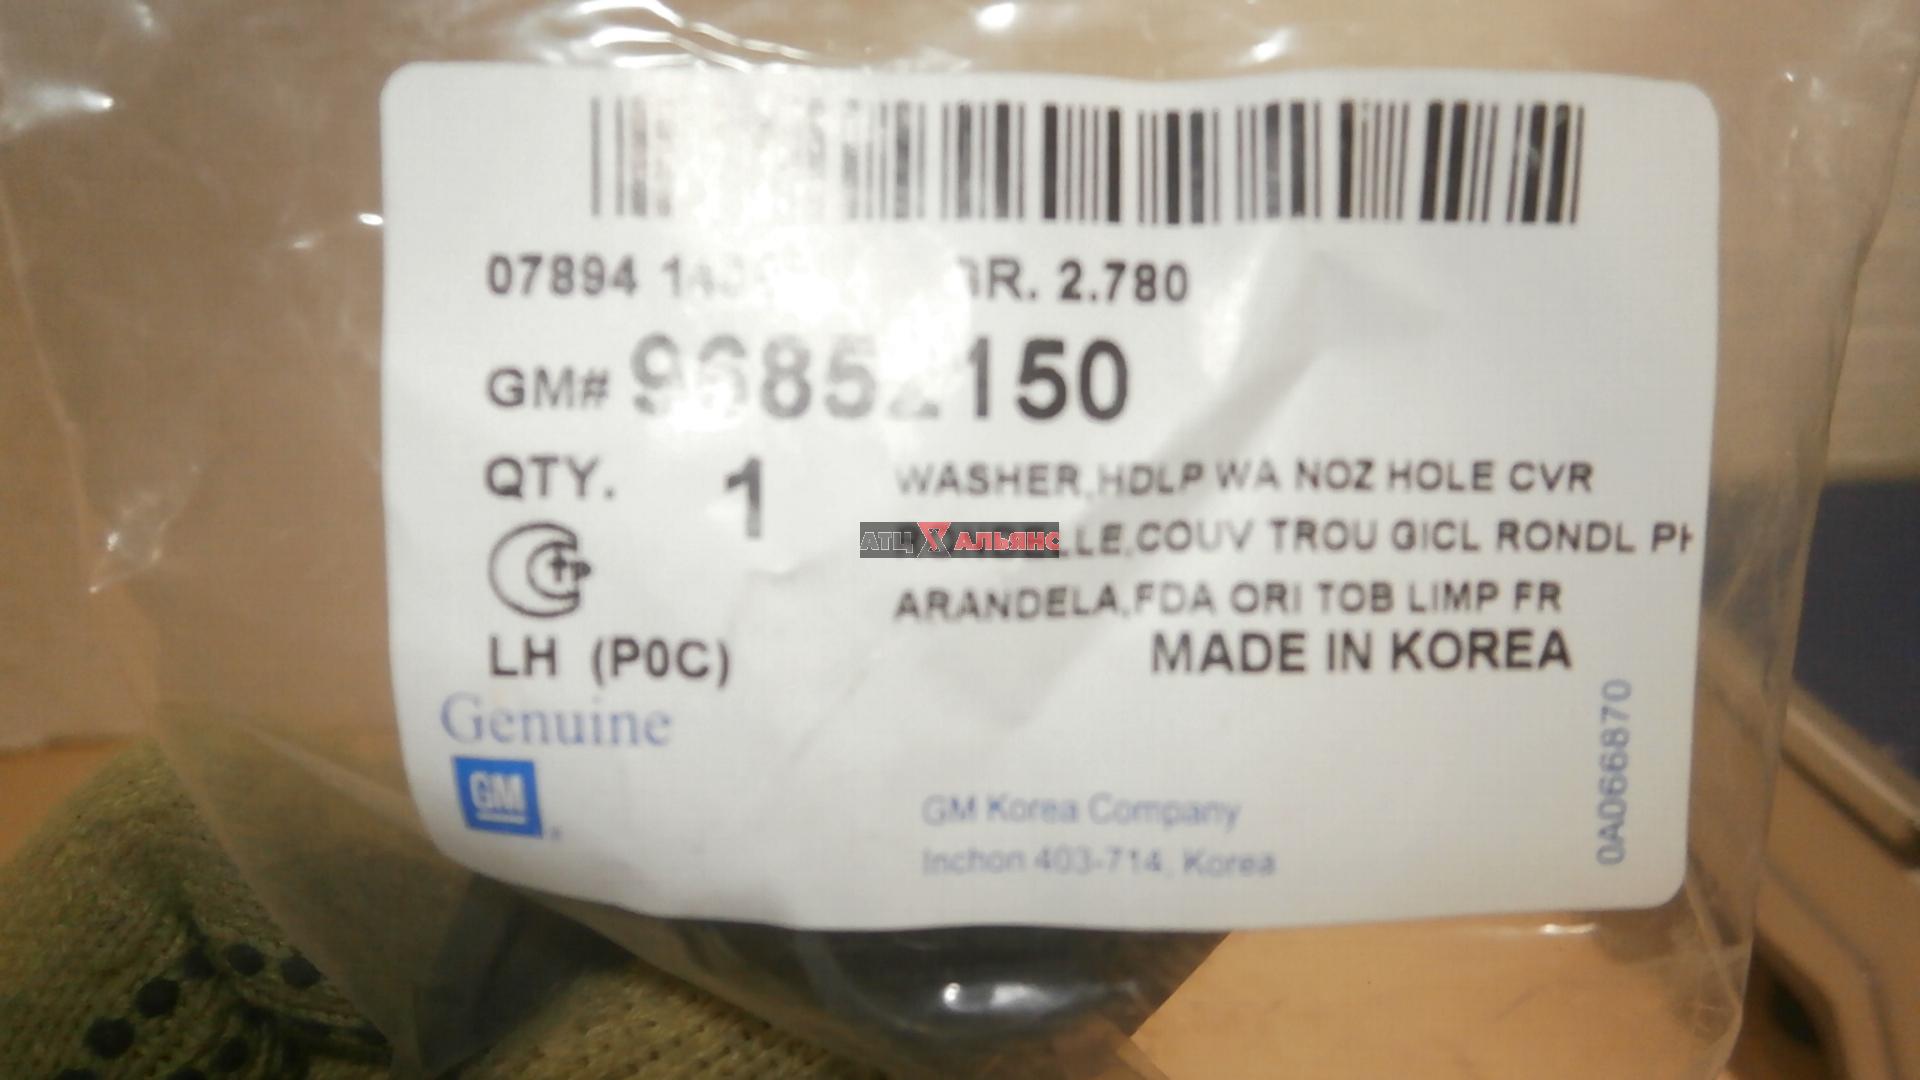 07894 GR. 2.780
GM# 96852150
QTY. 1
WASHER,HDLP WA NOZ HOLE CVR
COUV TROU GICL RONDL
ARANDELA,FDA ORI TOB LIMP FR
LH (P0C)
MADE IN KOREA
Genuine
GM
GM Korea Company
Inchon 403-714, Korea
0A066870
АТЦ АЛЬЯНС